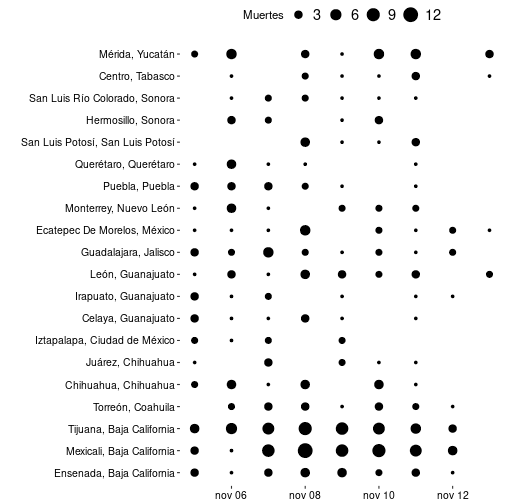 Muertes 3 6 9 12
Mérida, Yucatán
Centro, Tabasco
San Luis Río Colorado, Sonora
Hermosillo, Sonora
San Luis Potosí, San Luis Potosí
Querétaro, Querétaro
Puebla, Puebla
Monterrey, Nuevo León
Ecatepec De Morelos, México
Guadalajara, Jalisco
León, Guanajuato
Irapuato, Guanajuato
Celaya, Guanajuato
Iztapalapa, Ciudad de México
Juárez, Chihuahua
Chihuahua, Chihuahua
Torreón, Coahuila
Tijuana, Baja California
Mexicali, Baja California
Ensenada, Baja California
nov 06 nov 08 nov 10 nov 12